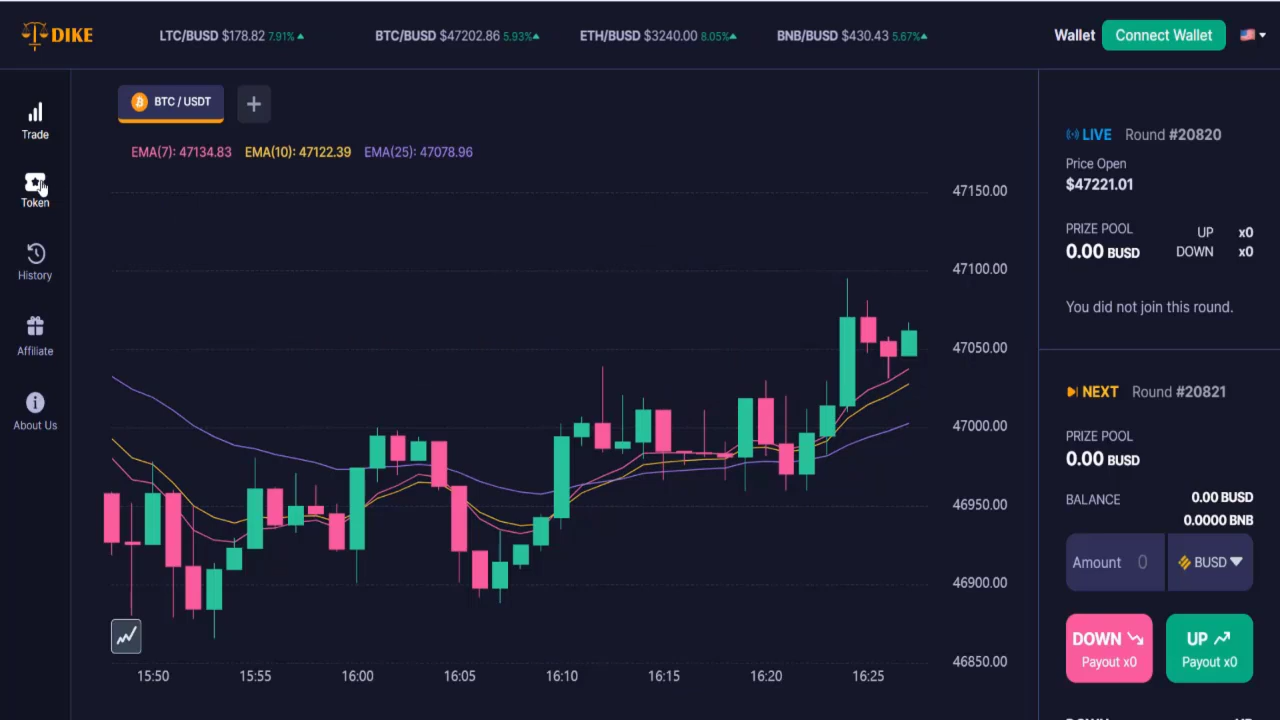 DIKE
LTC/BUSD $178.82 7.91%
BTC/BUSD $47202.86 5.93%
ETH/BUSD $3240.00 8.05%
BNB/BUSD $430.43 5.67%
Wallet
Connect Wallet
Trade
Token
History
Affiliate
About Us
BTC / USDT
+
EMA(7): 47134.83 EMA(10): 47122.39 EMA(25): 47078.96
47150.00
47100.00
47050.00
47000.00
46950.00
46900.00
46850.00
15:50 15:55 16:00 16:05 16:10 16:15 16:20 16:25
LIVE Round #20820
Price Open
$47221.01
PRIZE POOL
0.00 BUSD
UP x0
DOWN x0
You did not join this round.
NEXT Round #20821
PRIZE POOL
0.00 BUSD
BALANCE
0.00 BUSD
0.0000 BNB
Amount 0
BUSD
DOWN
Payout x0
UP
Payout x0